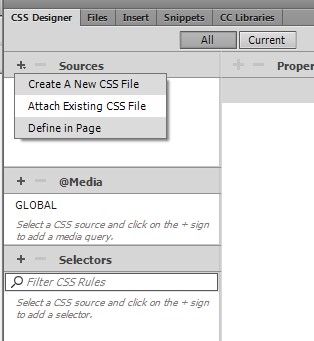 CSS Designer Files Insert Snippets CC Libraries
All Current
Sources Proper
Create A New CSS File
Attach Existing CSS File
Define in Page
@Media
GLOBAL
Select a CSS source and click on the + sign
to add a media query.
Selectors
Filter CSS Rules
Select a CSS source and click on the + sign
to add a selector.